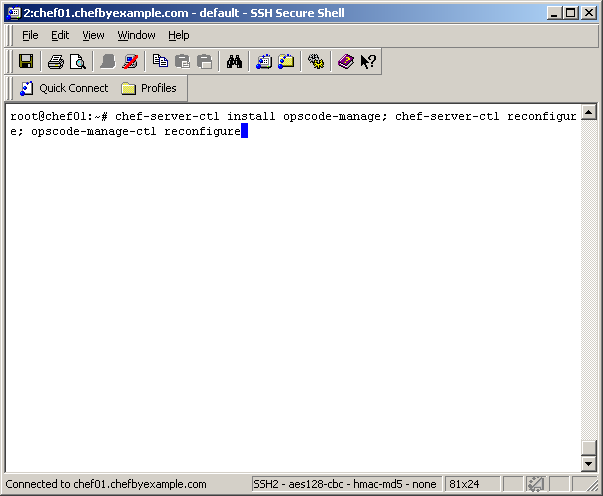 2:chef01.chefbyexample.com - default - SSH Secure Shell
File Edit View Window Help
Quick Connect Profiles
root@chef01:~# chef-server-ctl install opscode-manage; chef-server-ctl reconfigur
e; opscode-manage-ctl reconfigure
Connected to chef01.chefbyexample.com SSH2 - aes128-cbc - hmac-md5 - none 81x24